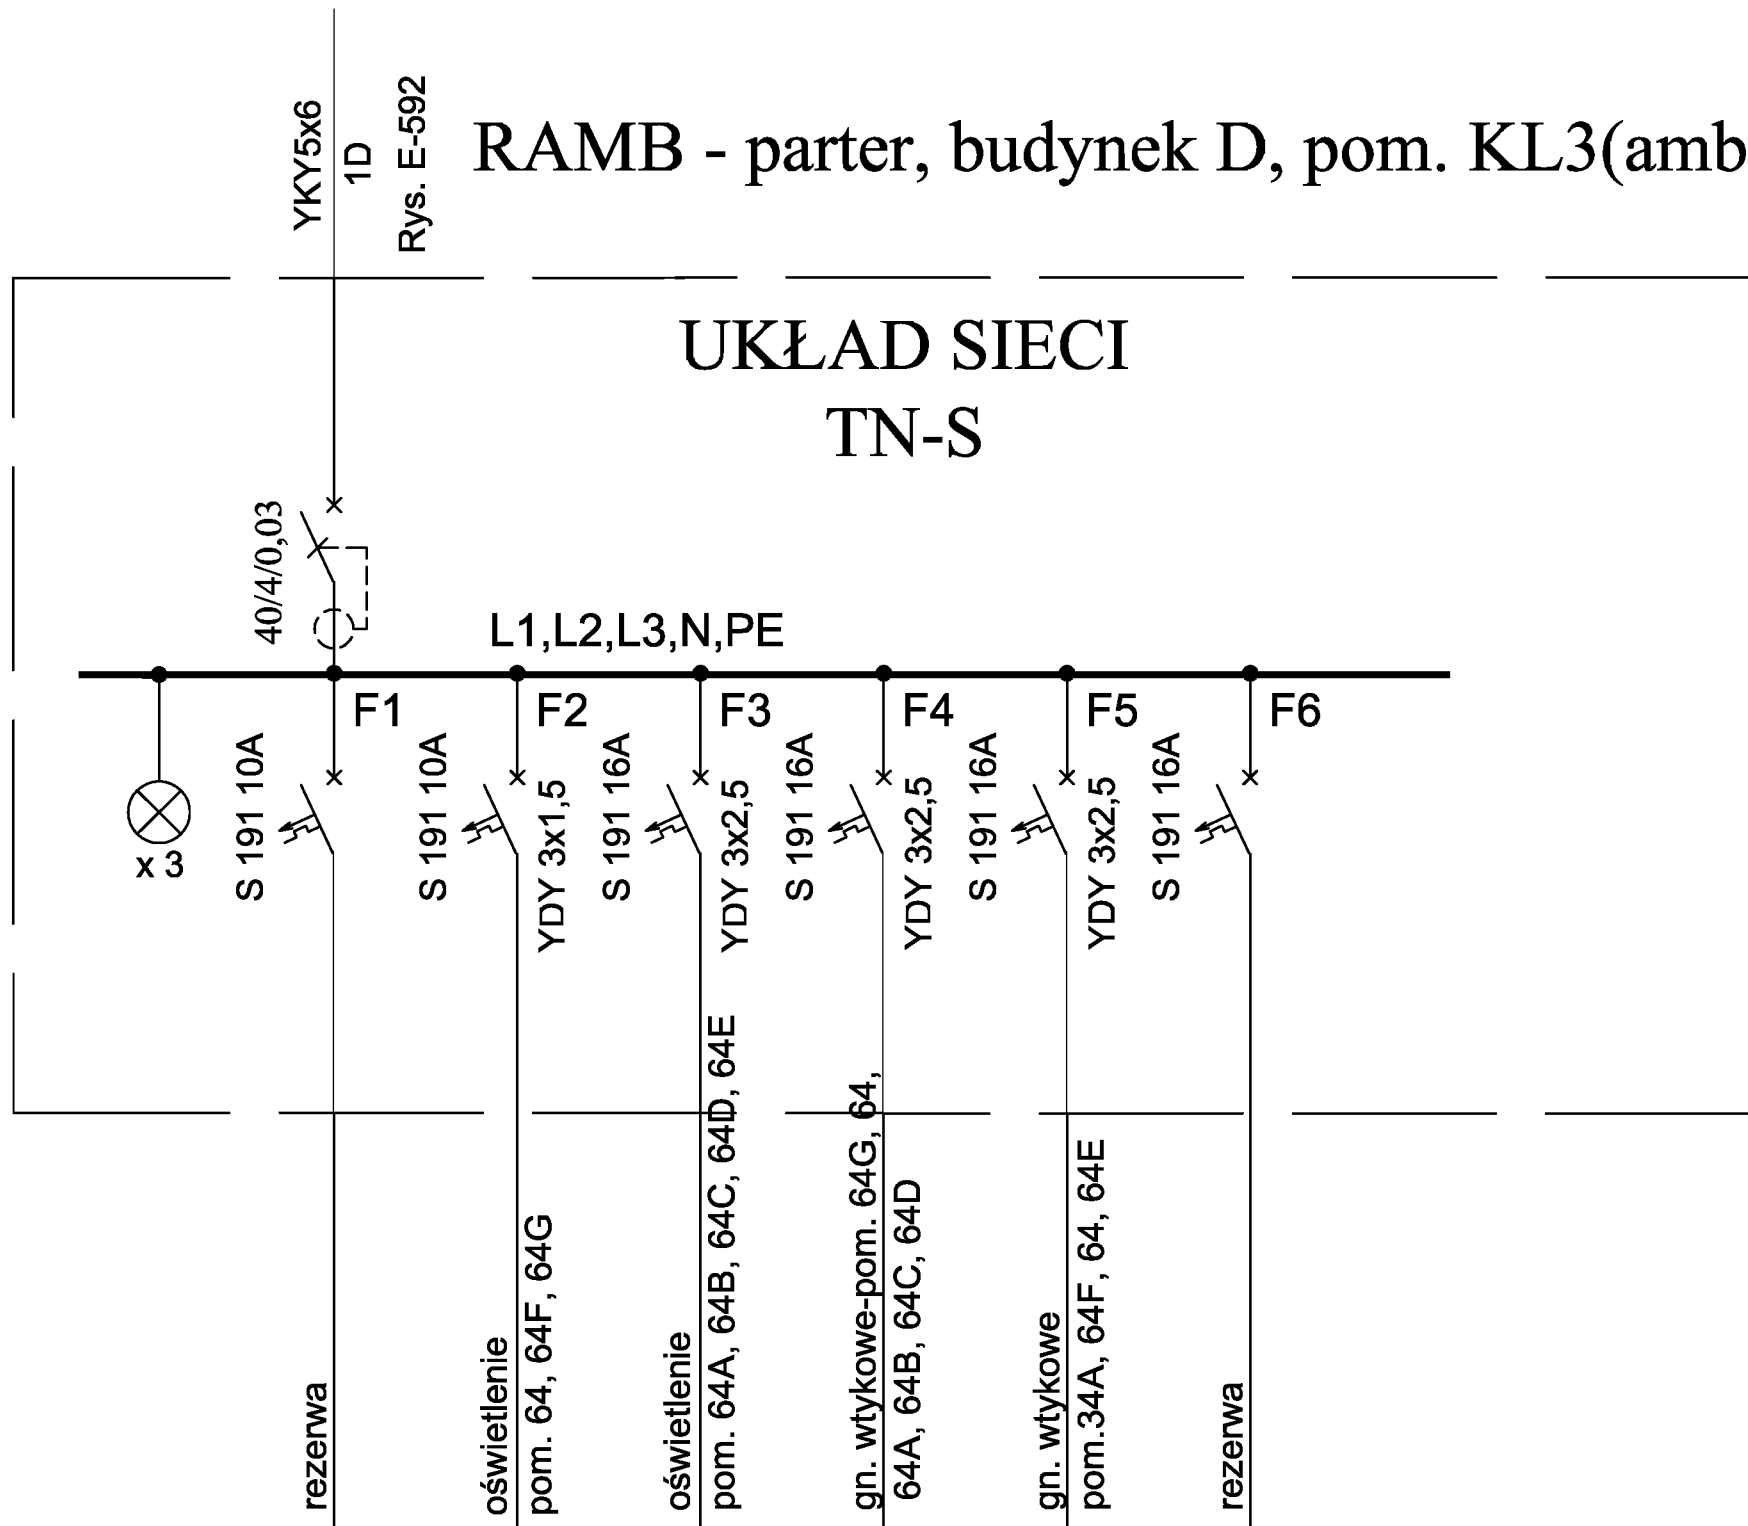 YKY5x6
1D
Rys. E-592
RAMB - parter, budynek D, pom. KL3(amb
UKŁAD SIECI
TN-S
40/4/0,03
L1,L2,L3,N,PE
x 3
F1
S 191 10A
F2
S 191 10A
YDY 3x1,5
F3
S 191 16A
YDY 3x2,5
F4
S 191 16A
YDY 3x2,5
F5
S 191 16A
YDY 3x2,5
F6
S 191 16A
rezerwa
oświetlenie
pom. 64, 64F, 64G
oświetlenie
pom. 64A, 64B, 64C, 64D, 64E
gn. wtykowe-pom. 64G, 64,
64A, 64B, 64C, 64D
gn. wtykowe
pom.34A, 64F, 64, 64E
rezerwa